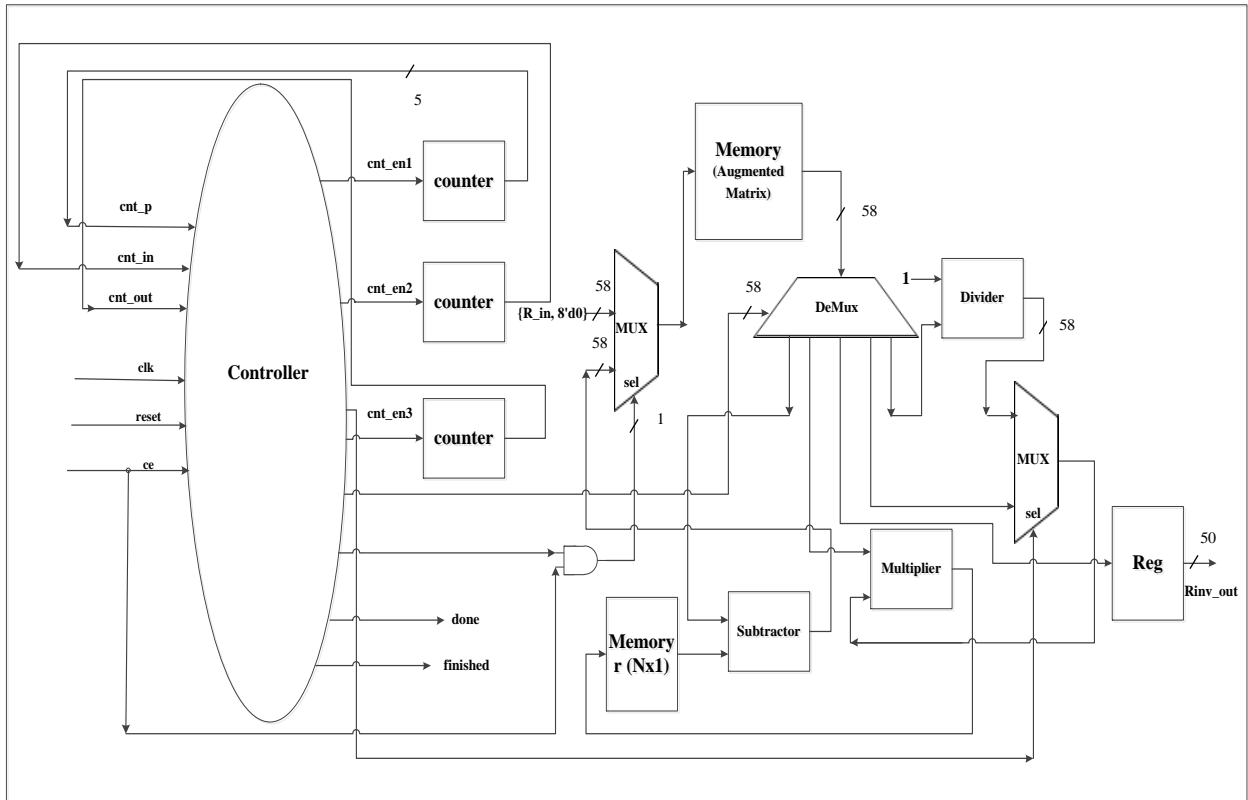 5
cnt_p
cnt_in
cnt_out
clk
reset
ce
Controller
cnt_en1
counter
cnt_en2
counter
cnt_en3
counter
done
finished
{R_in, 8'd0}
58
58
MUX
sel
1
Memory
(Augmented
Matrix)
58
58
DeMux
1
Divider
58
MUX
sel
Multiplier
Subtractor
Memory
r (Nx1)
Reg
50
Rinv_out